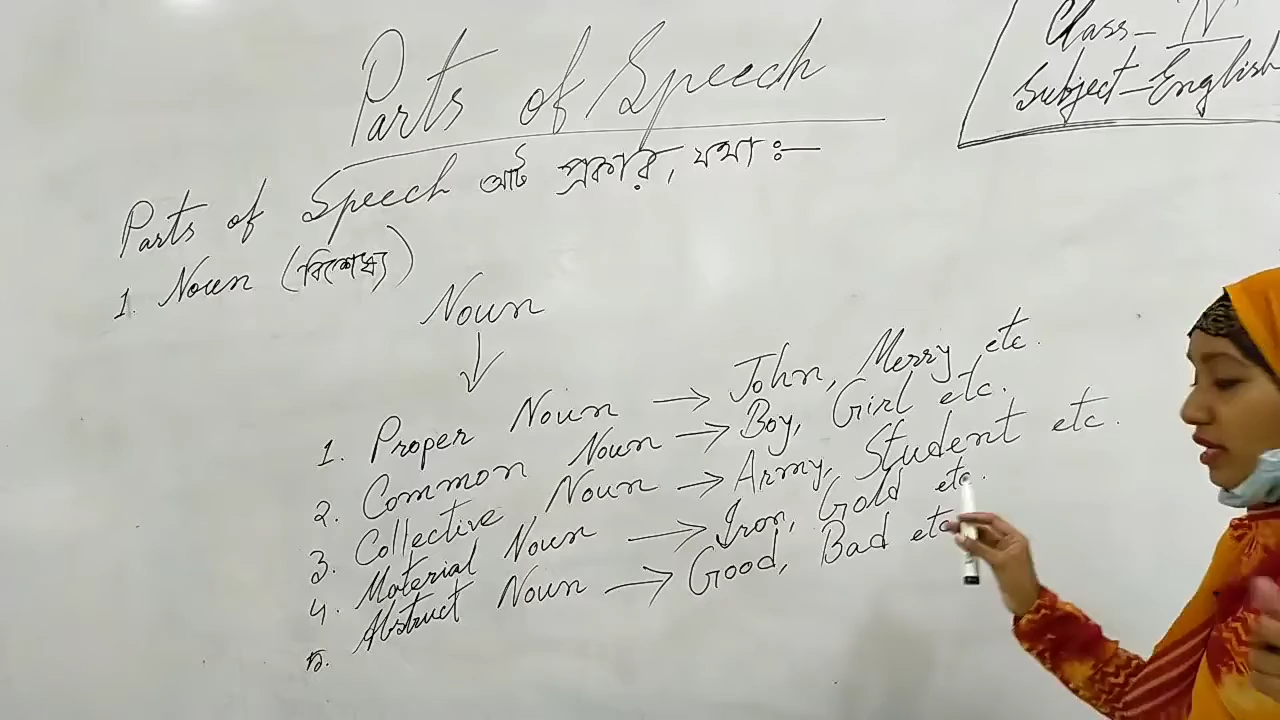 Parts of Speech
Class- IV
Subject-English
Parts of Speech আট প্রকার, যথা ঃ—
1. Noun (বিশেষ্য)
Noun
1. Proper Noun → John, Merry etc.
2. Common Noun → Boy, Girl etc.
3. Collective Noun → Army, Student etc.
4. Material Noun → Iron, Gold etc.
5. Abstruct Noun → Good, Bad etc